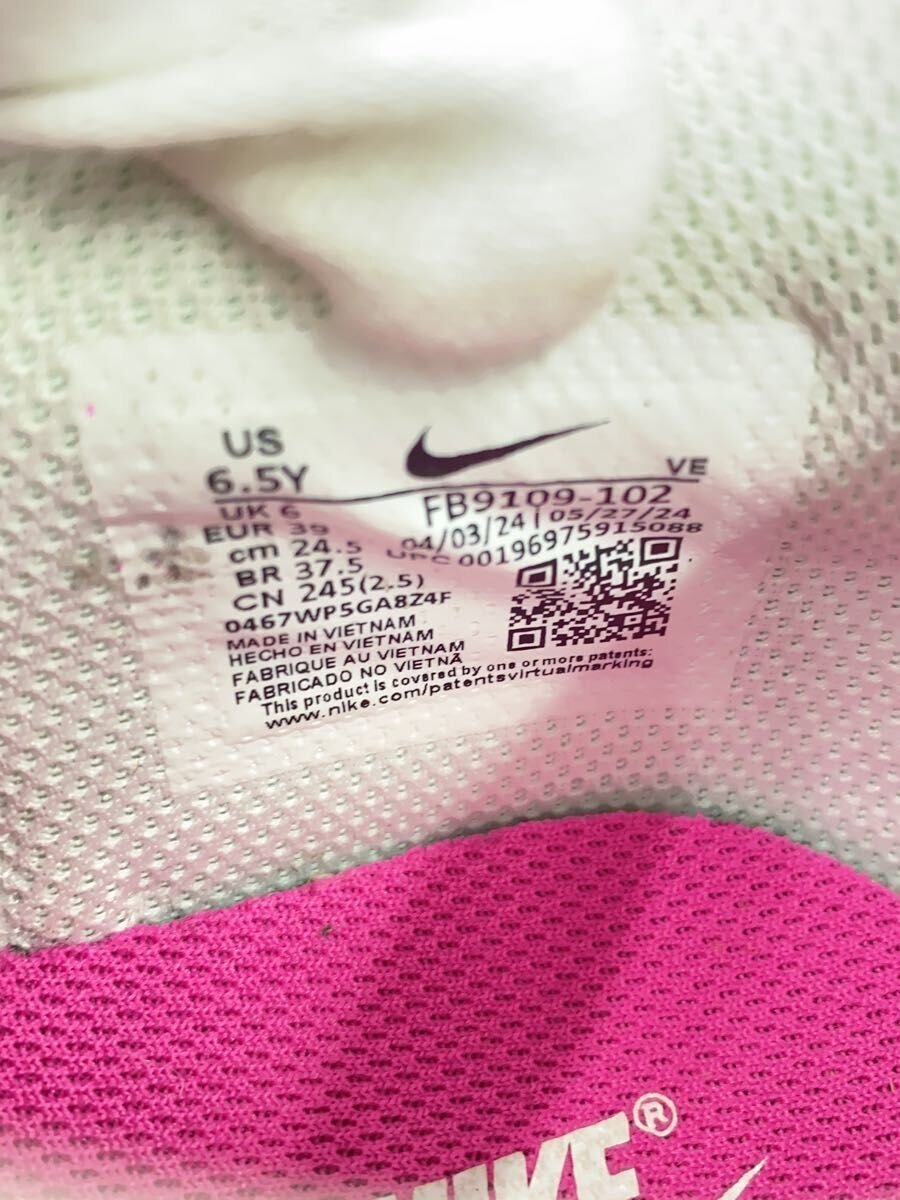 US
6.5Y
VE
UK 6
EUR 39
cm 24.5
BR 37.5
CN 245(2.5)
0467WP5GA8Z4F
FB9109-102
04/03/24 | 05/27/24
UPC 00196975915088
MADE IN VIETNAM
HECHO EN VIETNAM
FABRIQUE AU VIETNAM
FABRICADO NO VIETNÃ
This product is covered by one or more patents:
www.nike.com/patentsvirtualmarking
NIKE®